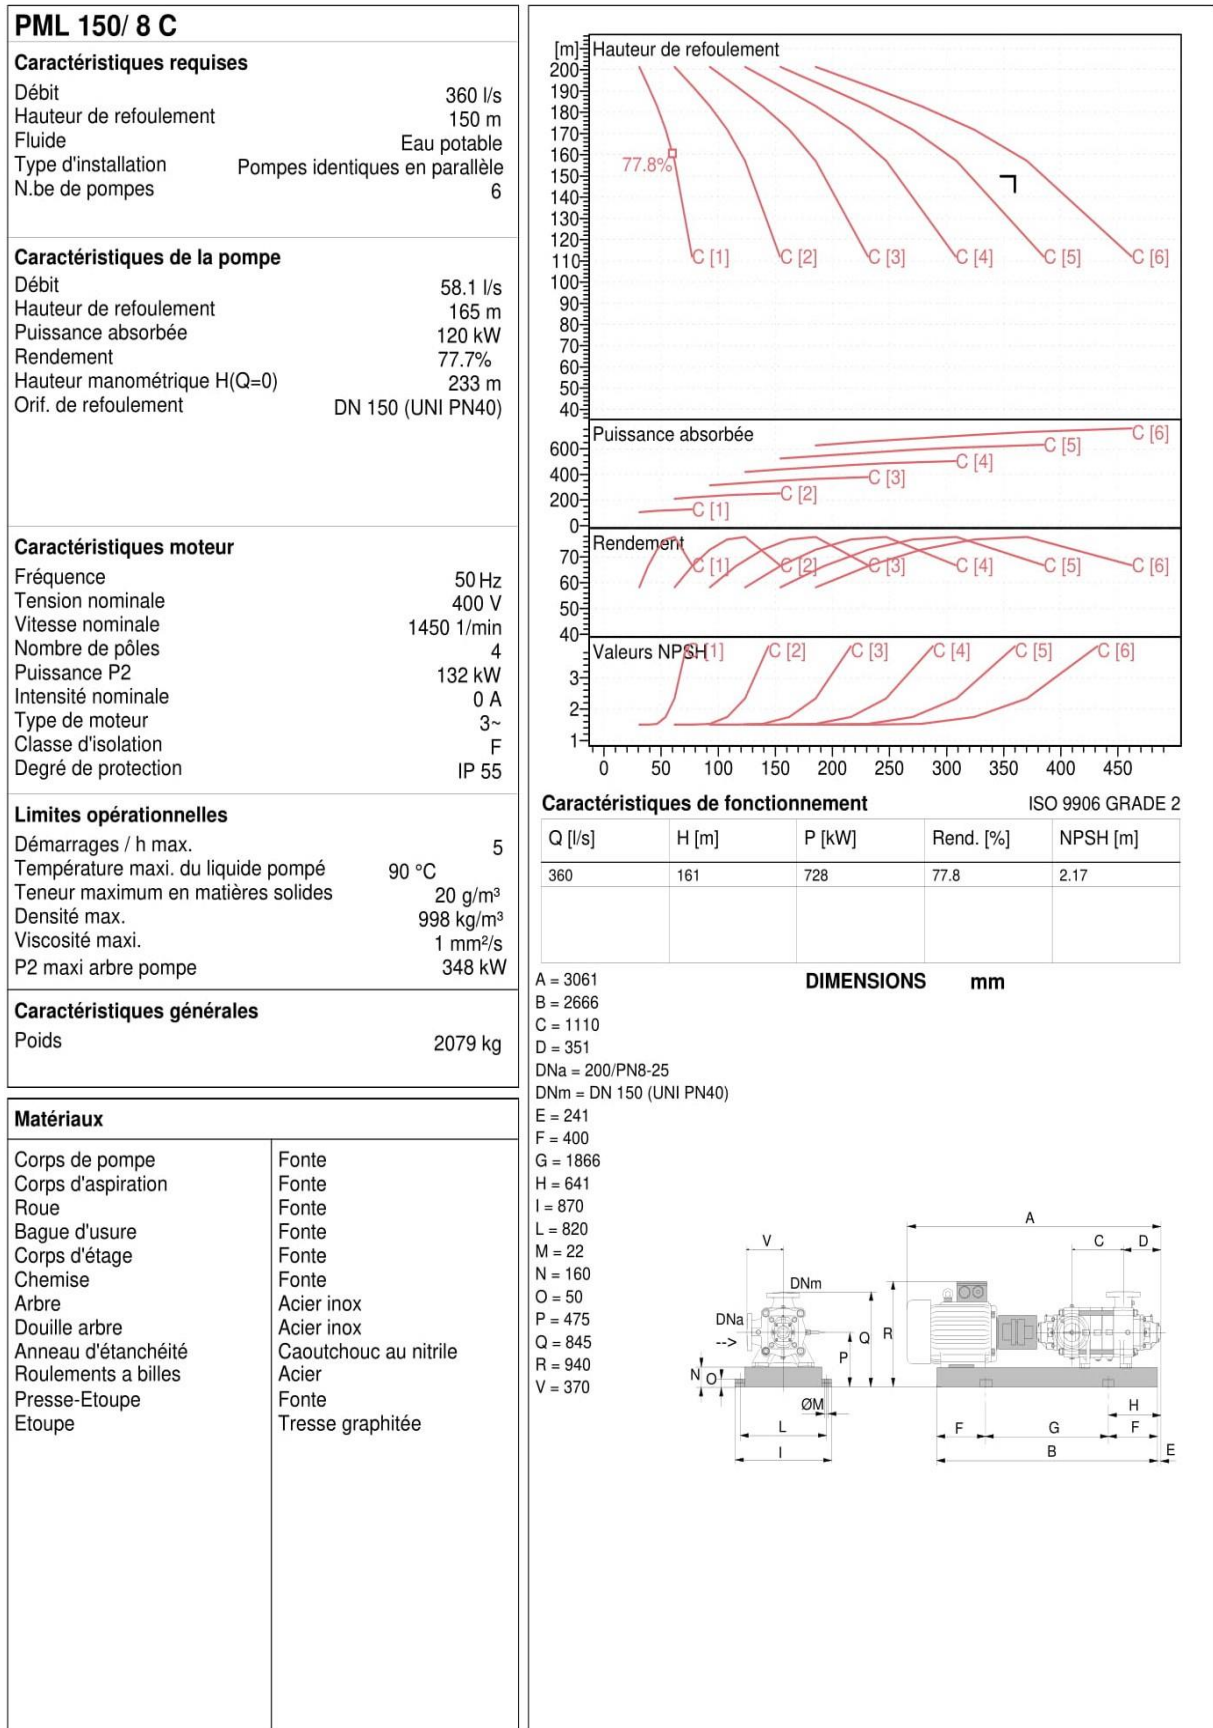 PML 150/ 8 C
Caractéristiques requises
Débit 360 l/s
Hauteur de refoulement 150 m
Fluide Eau potable
Type d'installation Pompes identiques en parallèle
N.be de pompes 6
Caractéristiques de la pompe
Débit 58.1 l/s
Hauteur de refoulement 165 m
Puissance absorbée 120 kW
Rendement 77.7%
Hauteur manométrique H(Q=0) 233 m
Orif. de refoulement DN 150 (UNI PN40)
Caractéristiques moteur
Fréquence 50 Hz
Tension nominale 400 V
Vitesse nominale 1450 1/min
Nombre de pôles 4
Puissance P2 132 kW
Intensité nominale 0 A
Type de moteur 3~
Classe d'isolation F
Degré de protection IP 55
Limites opérationnelles
Démarrages / h max. 5
Température maxi. du liquide pompé 90 °C
Teneur maximum en matières solides 20 g/m³
Densité max. 998 kg/m³
Viscosité maxi. 1 mm²/s
P2 maxi arbre pompe 348 kW
Caractéristiques générales
Poids 2079 kg
Matériaux
Corps de pompe Fonte
Corps d'aspiration Fonte
Roue Fonte
Bague d'usure Fonte
Corps d'étage Fonte
Chemise Fonte
Arbre Acier inox
Douille arbre Acier inox
Anneau d'étanchéité Caoutchouc au nitrile
Roulements a billes Acier
Presse-Etoupe Fonte
Etoupe Tresse graphitée
[m] Hauteur de refoulement
200
190
180
170
160
150
140
130
120
110
100
90
80
70
60
50
40
77.8%
C [1] C [2] C [3] C [4] C [5] C [6]
Puissance absorbée
600
400
200
0
C [6]
C [5]
C [4]
C [3]
C [2]
C [1]
Rendement
70
60
50
40
C [1] C [2] C [3] C [4] C [5] C [6]
Valeurs NPSH
3
2
1
C [1] C [2] C [3] C [4] C [5] C [6]
0 50 100 150 200 250 300 350 400 450
Caractéristiques de fonctionnement ISO 9906 GRADE 2
Q [l/s] H [m] P [kW] Rend. [%] NPSH [m]
360 161 728 77.8 2.17
DIMENSIONS mm
A = 3061
B = 2666
C = 1110
D = 351
DNa = 200/PN8-25
DNm = DN 150 (UNI PN40)
E = 241
F = 400
G = 1866
H = 641
I = 870
L = 820
M = 22
N = 160
O = 50
P = 475
Q = 845
R = 940
V = 370
A
V C D
DNm
DNa
-->
Q R
P
N O
ØM H
L F G F
I B E